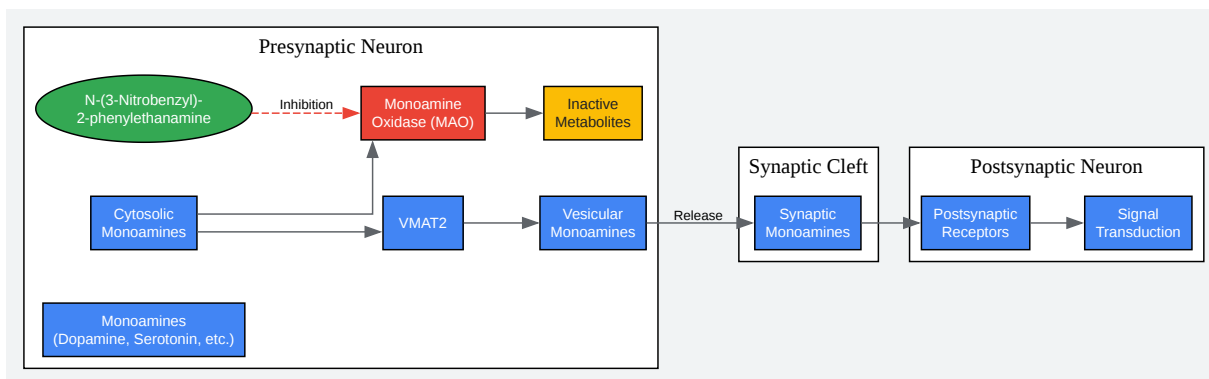 Presynaptic Neuron
N-(3-Nitrobenzyl)-
2-phenylethanamine
Inhibition
Monoamine
Oxidase (MAO)
Inactive
Metabolites
Cytosolic
Monoamines
VMAT2
Vesicular
Monoamines
Release
Monoamines
(Dopamine, Serotonin, etc.)
Synaptic Cleft
Synaptic
Monoamines
Postsynaptic Neuron
Postsynaptic
Receptors
Signal
Transduction